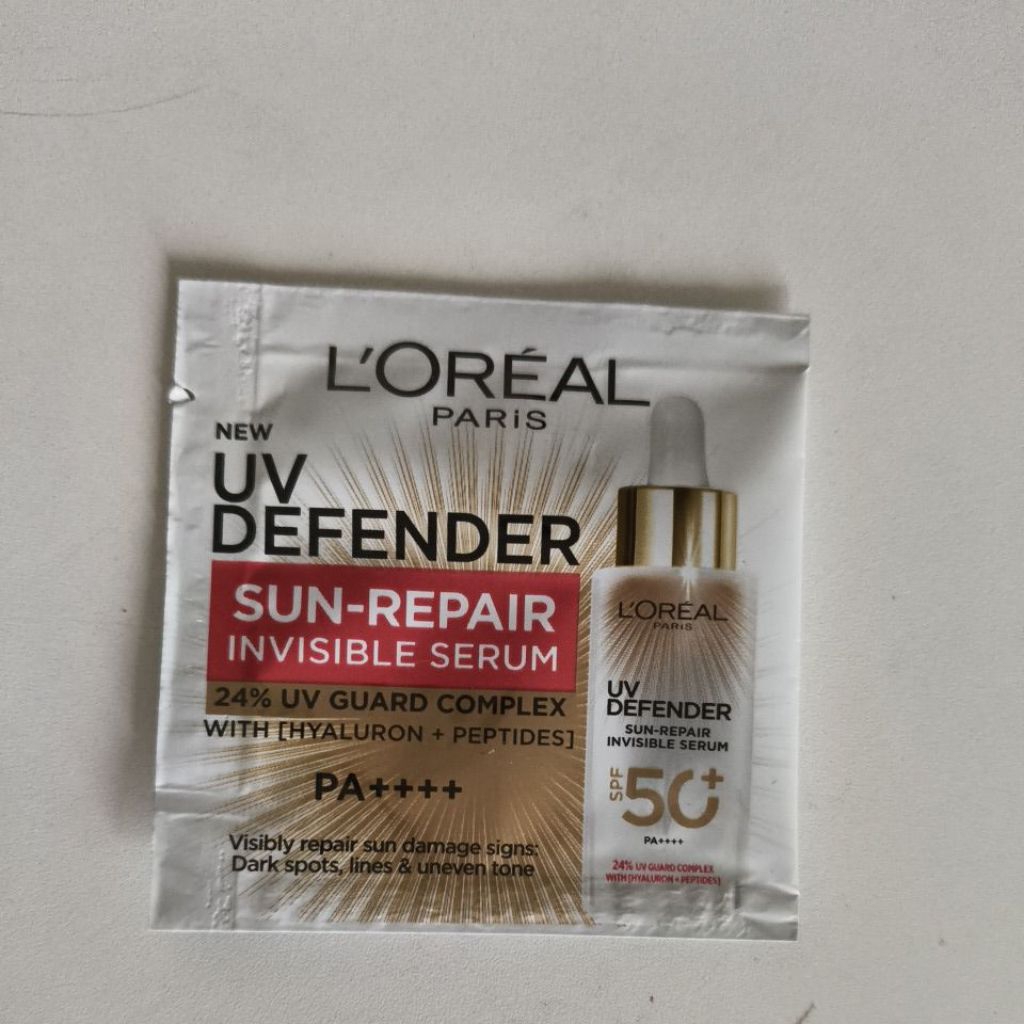 L'ORÉAL
PARiS
NEW
UV
DEFENDER
SUN-REPAIR
INVISIBLE SERUM
24% UV GUARD COMPLEX
WITH [HYALURON + PEPTIDES]
PA++++
Visibly repair sun damage signs:
Dark spots, lines & uneven tone
L'ORÉAL
PARiS
UV
DEFENDER
SUN-REPAIR
INVISIBLE SERUM
SPF 50+
PA++++
24% UV GUARD COMPLEX
WITH [HYALURON + PEPTIDES]